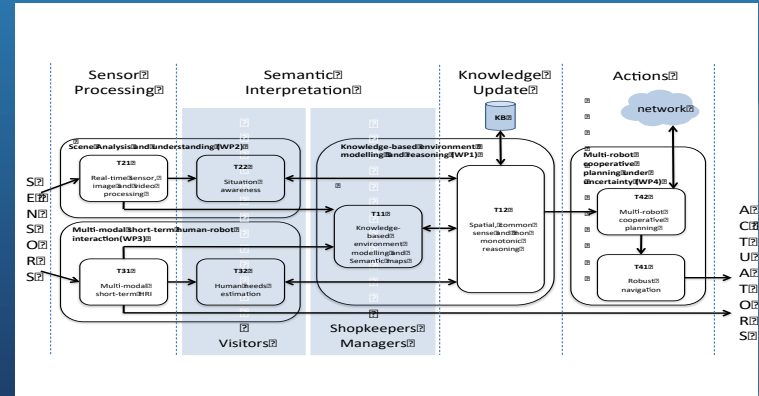 Sensor
Processing
Semantic
Interpretation
Knowledge
Update
Actions
KB
network
Scene Analysis and understanding (WP2)
T21
Real-time sensor,
image and video
processing
T22
Situation
awareness
Knowledge-based environment
modelling and reasoning (WP1)
T11
Knowledge-
based
environment
modelling and
Semantic maps
T12
Spatial, common
sense and non
monotonic
reasoning
Multi-robot
cooperative
planning under
uncertainty (WP4)
T42
Multi-robot
cooperative
planning
T41
Robust
navigation
Multi-modal short-term human-robot
interaction (WP3)
T31
Multi-modal
short-term HRI
T32
Human needs
estimation
S
E
N
S
O
R
S
A
C
T
U
A
T
O
R
S
Visitors
Shopkeepers
Managers